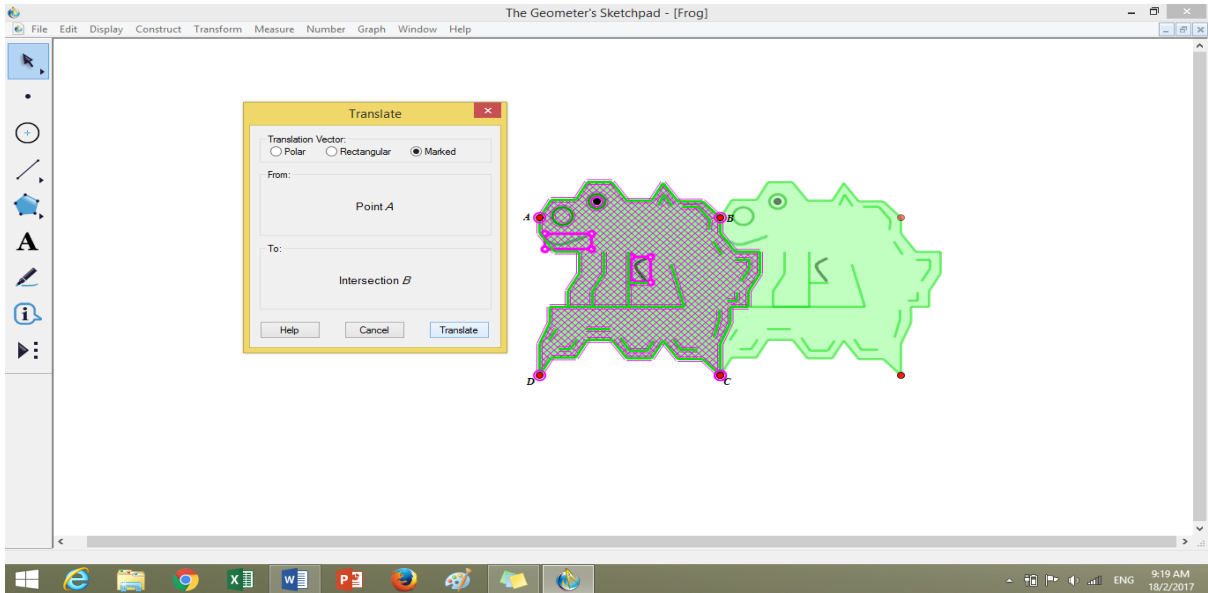 The Geometer's Sketchpad - [Frog]
File Edit Display Construct Transform Measure Number Graph Window Help
A
Translate
Translation Vector:
Polar Rectangular Marked
From:
Point A
To:
Intersection B
Help Cancel Translate
A
B
D
C
ENG
9:19 AM
18/2/2017